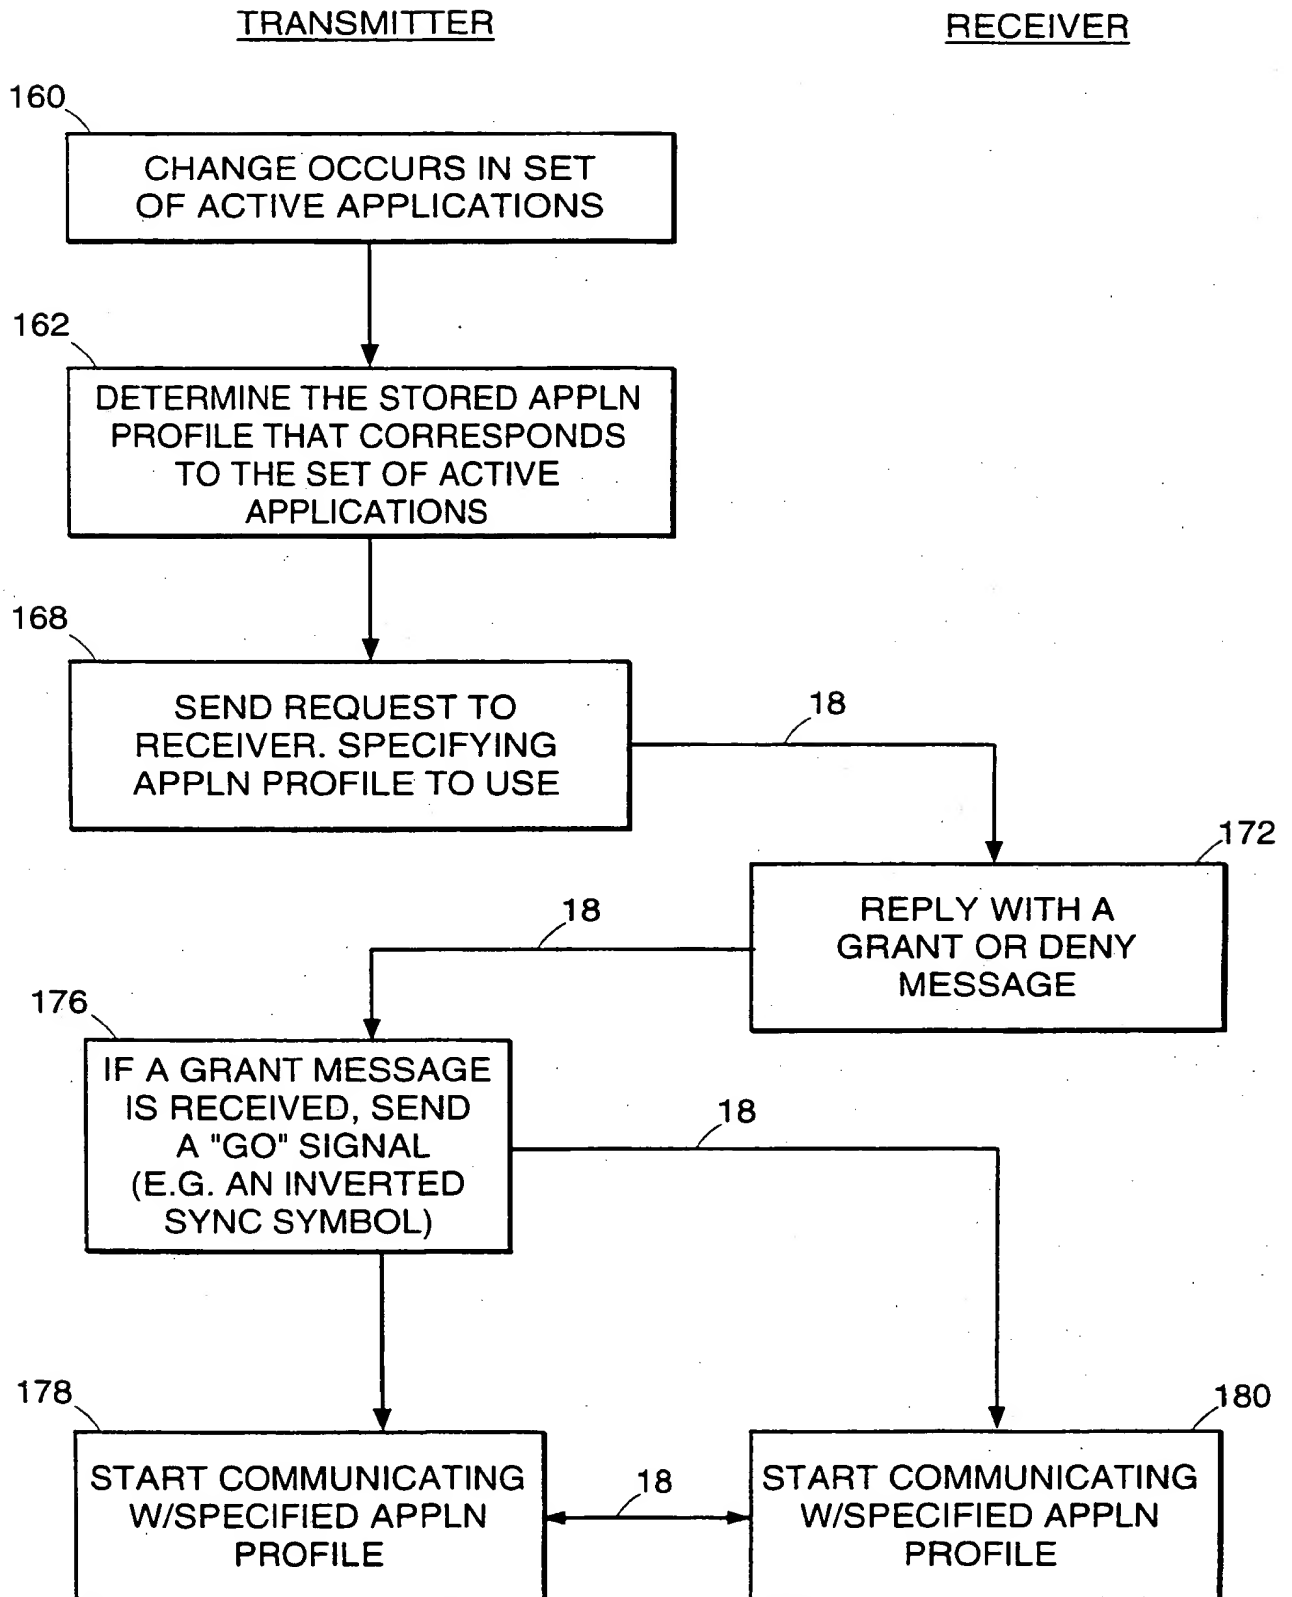 TRANSMITTER
RECEIVER
160
CHANGE OCCURS IN SET
OF ACTIVE APPLICATIONS
162
DETERMINE THE STORED APPLN
PROFILE THAT CORRESPONDS
TO THE SET OF ACTIVE
APPLICATIONS
168
SEND REQUEST TO
RECEIVER. SPECIFYING
APPLN PROFILE TO USE
18
172
REPLY WITH A
GRANT OR DENY
MESSAGE
18
176
IF A GRANT MESSAGE
IS RECEIVED, SEND
A "GO" SIGNAL
(E.G. AN INVERTED
SYNC SYMBOL)
18
178
START COMMUNICATING
W/SPECIFIED APPLN
PROFILE
18
180
START COMMUNICATING
W/SPECIFIED APPLN
PROFILE